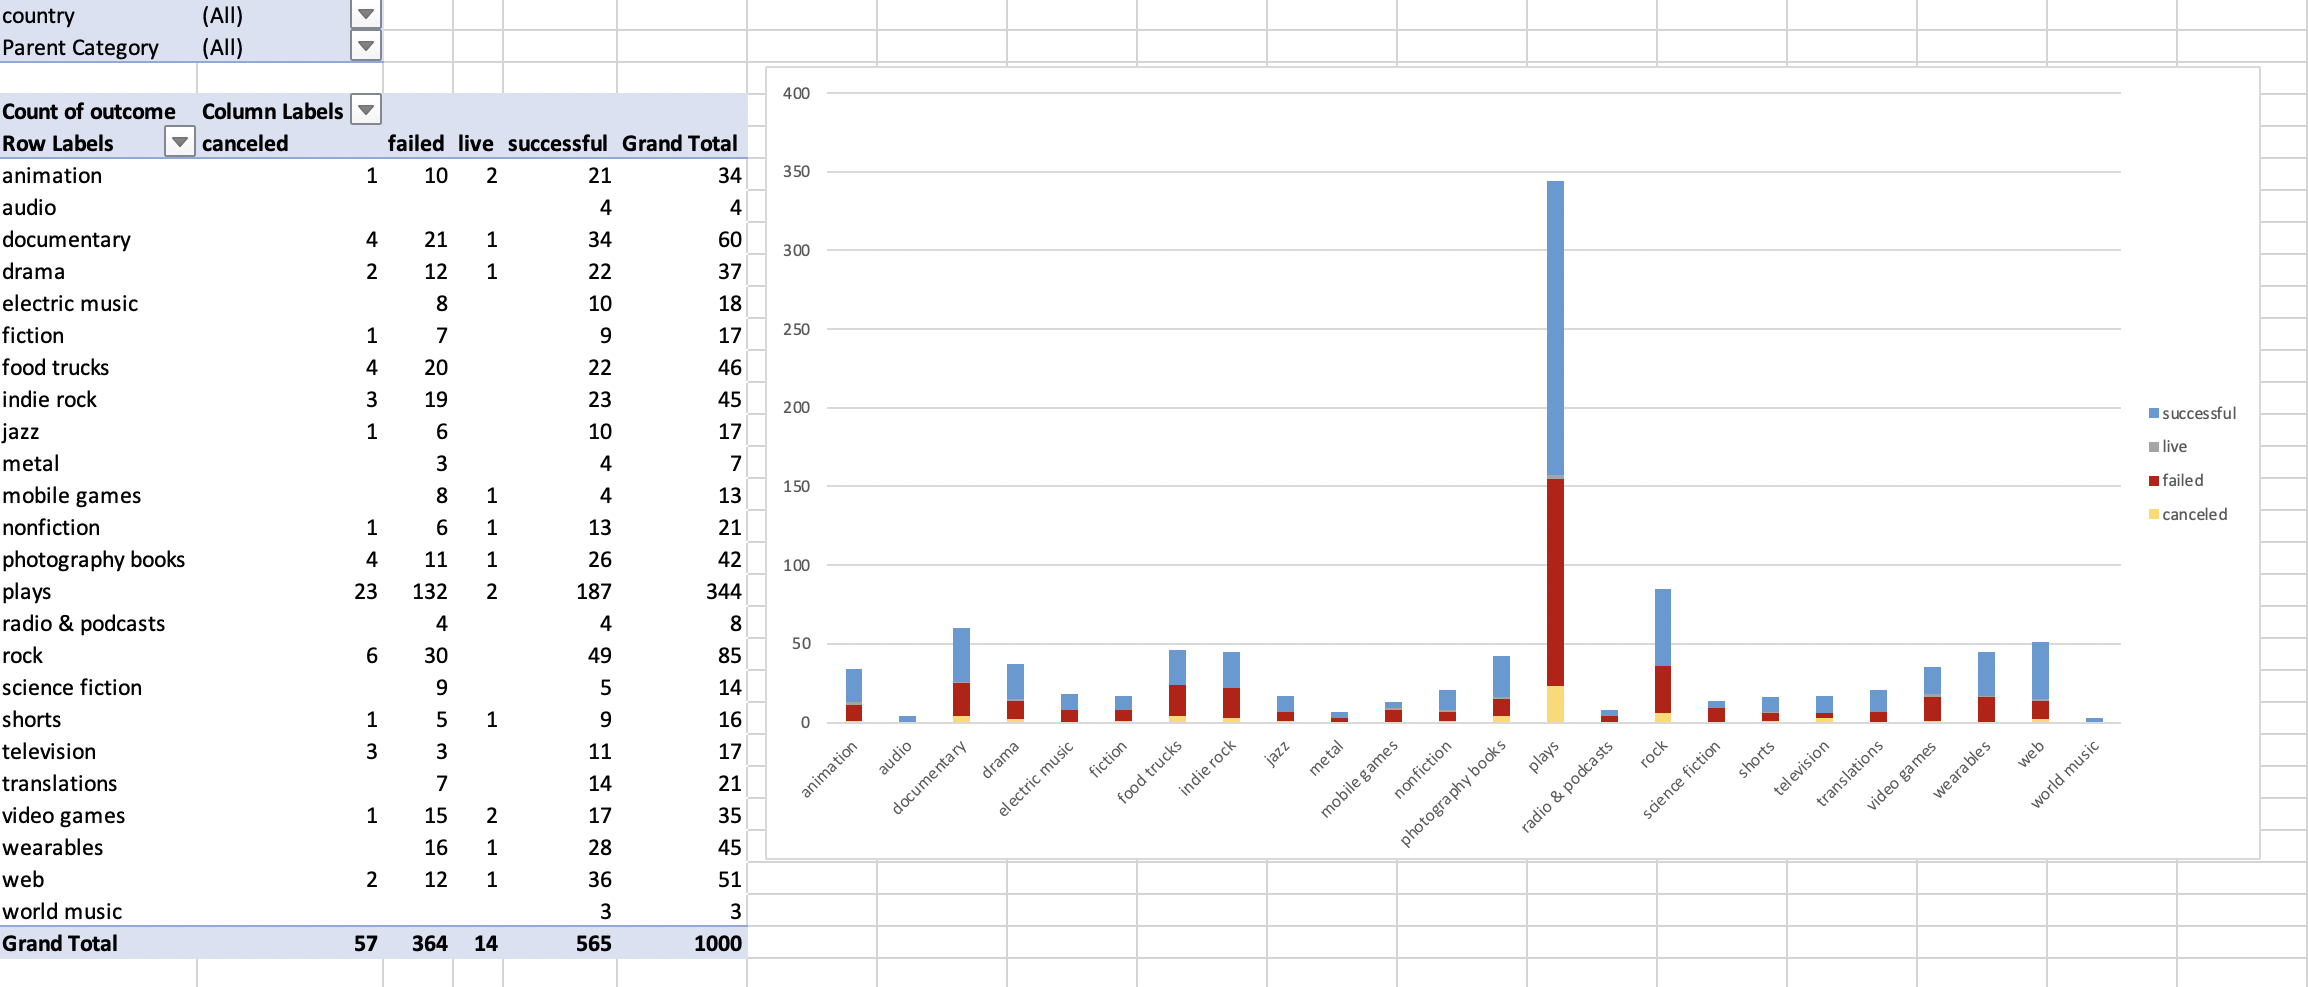 country (All)
Parent Category (All)
Count of outcome Column Labels
Row Labels canceled failed live successful Grand Total
animation 1 10 2 21 34
audio 4 4
documentary 4 21 1 34 60
drama 2 12 1 22 37
electric music 8 10 18
fiction 1 7 9 17
food trucks 4 20 22 46
indie rock 3 19 23 45
jazz 1 6 10 17
metal 3 4 7
mobile games 8 1 4 13
nonfiction 1 6 1 13 21
photography books 4 11 1 26 42
plays 23 132 2 187 344
radio & podcasts 4 4 8
rock 6 30 49 85
science fiction 9 5 14
shorts 1 5 1 9 16
television 3 3 11 17
translations 7 14 21
video games 1 15 2 17 35
wearables 16 1 28 45
web 2 12 1 36 51
world music 3 3
Grand Total 57 364 14 565 1000
400
350
300
250
200
150
100
50
0
animation audio documentary drama electric music fiction food trucks indie rock jazz metal mobile games nonfiction photography books plays radio & podcasts rock science fiction shorts television translations video games wearables web world music
successful
live
failed
canceled